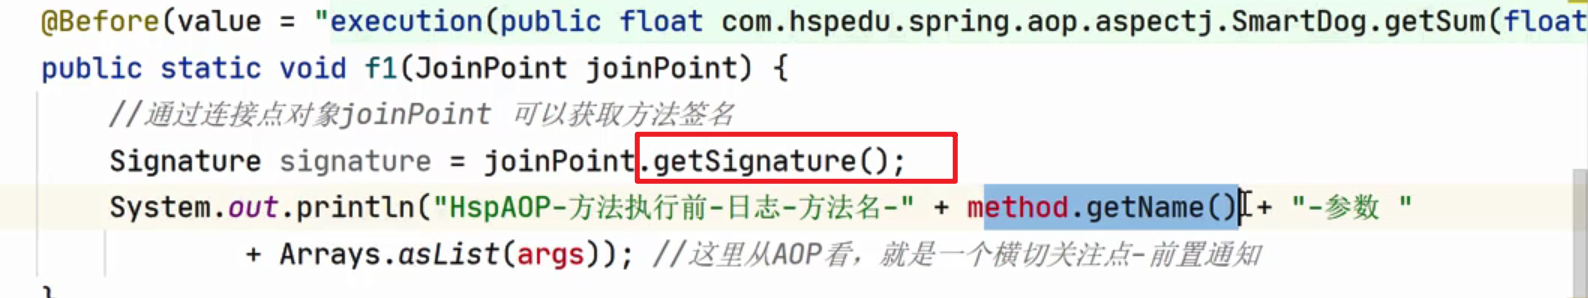 @Before(value = "execution(public float com.hspedu.spring.aop.aspectj.SmartDog.getSum(float
public static void f1(JoinPoint joinPoint) {
//通过连接点对象joinPoint 可以获取方法签名
Signature signature = joinPoint.getSignature();
System.out.println("HspAOP-方法执行前-日志-方法名-" + method.getName() + "-参数 "
+ Arrays.asList(args)); //这里从AOP看，就是一个横切关注点-前置通知
}